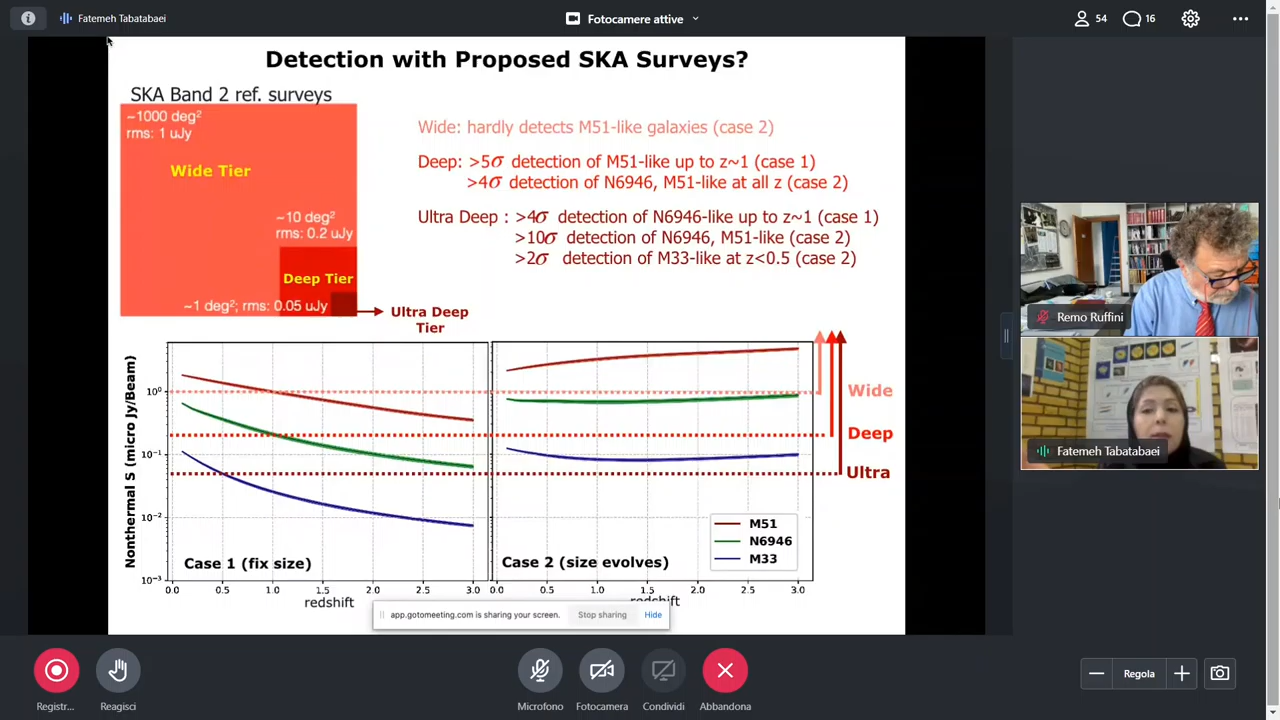 Fatemeh Tabatabaei
Fotocamere attive
54
16
Detection with Proposed SKA Surveys?
SKA Band 2 ref. surveys
~1000 deg²
rms: 1 uJy
Wide Tier
~10 deg²
rms: 0.2 uJy
Deep Tier
~1 deg²; rms: 0.05 uJy
Ultra Deep
Tier
Wide: hardly detects M51-like galaxies (case 2)
Deep: >5σ detection of M51-like up to z~1 (case 1)
>4σ detection of N6946, M51-like at all z (case 2)
Ultra Deep : >4σ detection of N6946-like up to z~1 (case 1)
>10σ detection of N6946, M51-like (case 2)
>2σ detection of M33-like at z<0.5 (case 2)
Nonthermal S (micro Jy/Beam)
10⁰
10⁻¹
10⁻²
10⁻³
Case 1 (fix size)
0.0 0.5 1.0 1.5 2.0 2.5 3.0
redshift
Case 2 (size evolves)
M51
N6946
M33
0.0 0.5 1.0 1.5 2.0 2.5 3.0
redshift
Wide
Deep
Ultra
app.gotomeeting.com is sharing your screen.
Stop sharing
Hide
Remo Ruffini
Fatemeh Tabatabaei
Registr...
Reagisci
Microfono
Fotocamera
Condividi
Abbandona
Regola